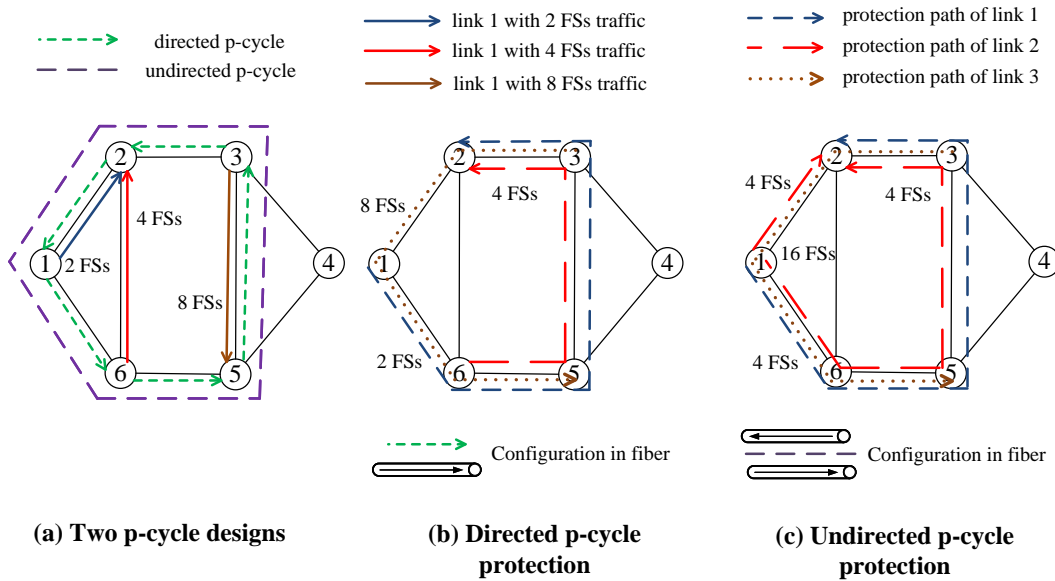 directed p-cycle
undirected p-cycle
link 1 with 2 FSs traffic
link 1 with 4 FSs traffic
link 1 with 8 FSs traffic
protection path of link 1
protection path of link 2
protection path of link 3
2
3
1
4
6
5
2 FSs
4 FSs
8 FSs
2
3
1
4
6
5
8 FSs
4 FSs
2 FSs
2
3
1
4
6
5
4 FSs
4 FSs
16 FSs
4 FSs
Configuration in fiber
Configuration in fiber
(a) Two p-cycle designs
(b) Directed p-cycle
protection
(c) Undirected p-cycle
protection